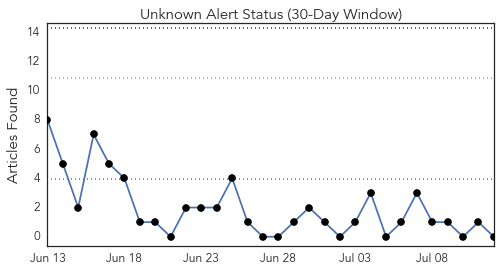 Unknown Alert Status (30-Day Window)
Articles Found
14
12
10
8
6
4
2
0
Jun 13
Jun 18
Jun 23
Jun 28
Jul 03
Jul 08